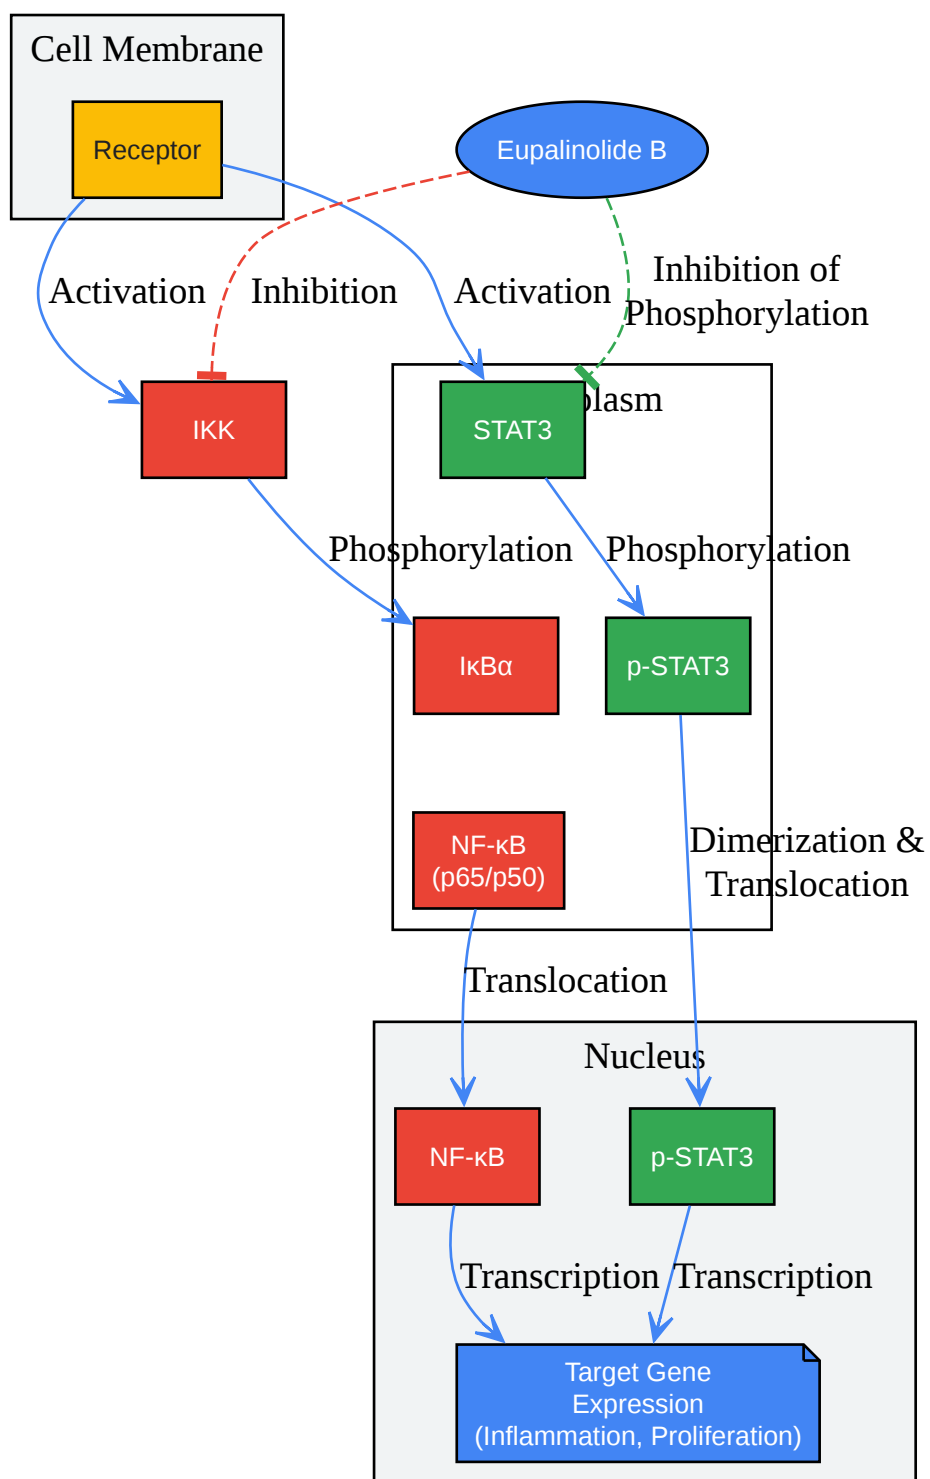 Cell Membrane
Receptor
Eupalinolide B
Activation
Inhibition
Activation
Inhibition of
Phosphorylation
IKK
STAT3
plasm
Phosphorylation
Phosphorylation
IκBα
p-STAT3
NF-κB
(p65/p50)
Dimerization &
Translocation
Translocation
Nucleus
NF-κB
p-STAT3
Transcription
Transcription
Target Gene
Expression
(Inflammation, Proliferation)